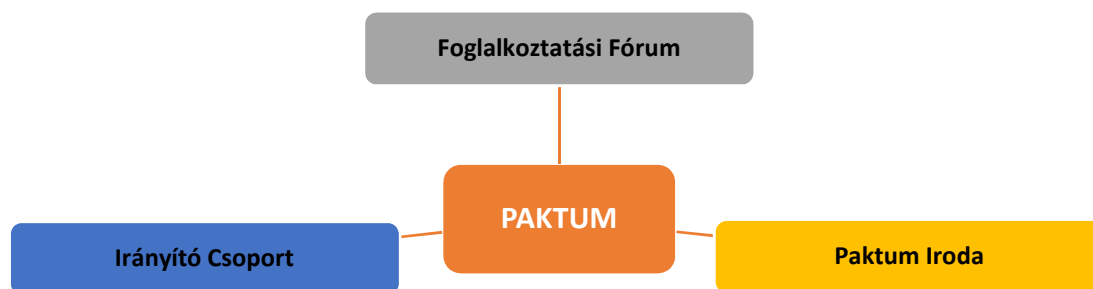 Foglalkoztatási Fórum
PAKTUM
Irányító Csoport
Paktum Iroda